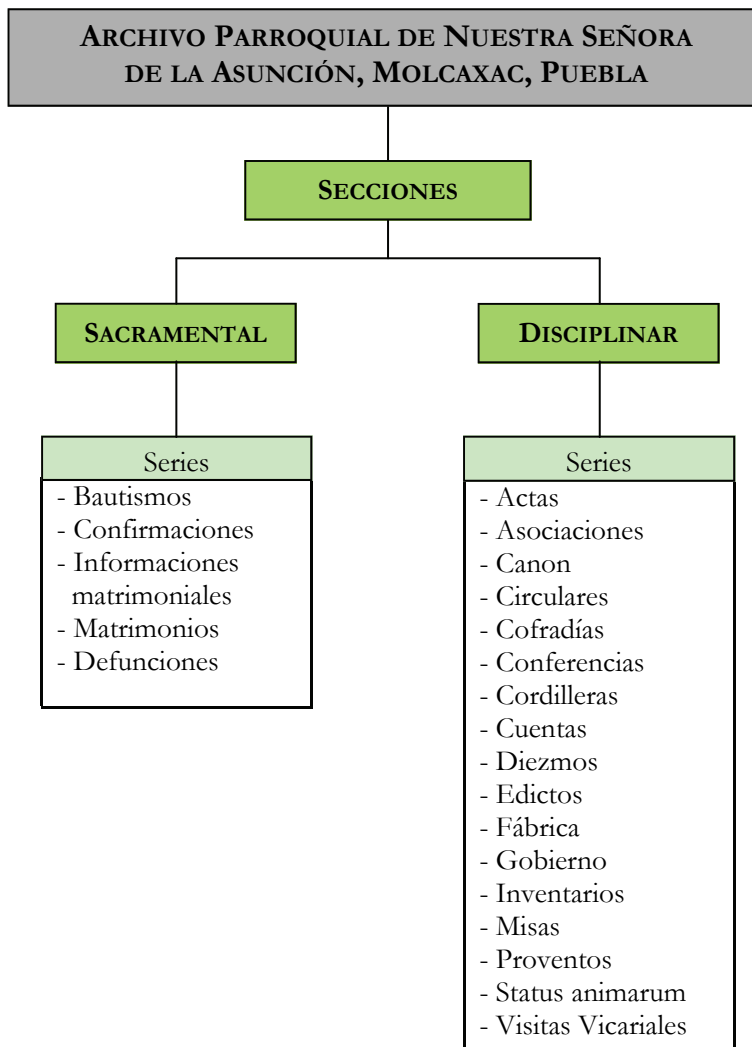 ARCHIVO PARROQUIAL DE NUESTRA SEÑORA
DE LA ASUNCIÓN, MOLCAXAC, PUEBLA
SECCIONES
SACRAMENTAL
Series
- Bautismos
- Confirmaciones
- Informaciones
matrimoniales
- Matrimonios
- Defunciones
DISCIPLINAR
Series
- Actas
- Asociaciones
- Canon
- Circulares
- Cofradías
- Conferencias
- Cordilleras
- Cuentas
- Diezmos
- Edictos
- Fábrica
- Gobierno
- Inventarios
- Misas
- Proventos
- Status animarum
- Visitas Vicariales